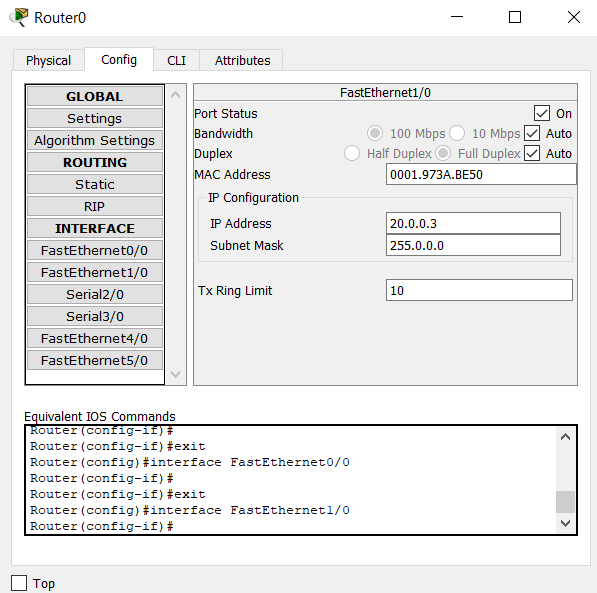 Router0
Physical Config CLI Attributes
GLOBAL
Settings
Algorithm Settings
ROUTING
Static
RIP
INTERFACE
FastEthernet0/0
FastEthernet1/0
Serial2/0
Serial3/0
FastEthernet4/0
FastEthernet5/0
FastEthernet1/0
Port Status On
Bandwidth 100 Mbps 10 Mbps Auto
Duplex Half Duplex Full Duplex Auto
MAC Address 0001.973A.BE50
IP Configuration
IP Address 20.0.0.3
Subnet Mask 255.0.0.0
Tx Ring Limit 10
Equivalent IOS Commands
Router(config-if)#
Router(config-if)#exit
Router(config)#interface FastEthernet0/0
Router(config-if)#
Router(config-if)#exit
Router(config)#interface FastEthernet1/0
Router(config-if)#
Top